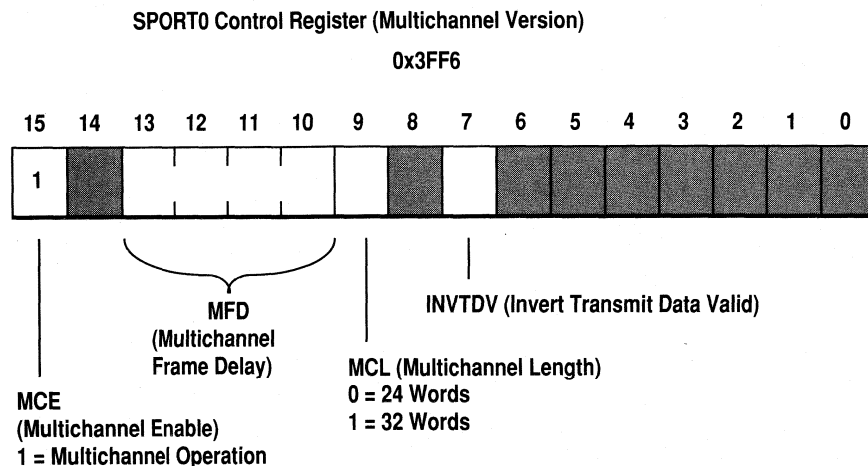 SPORT0 Control Register (Multichannel Version)
0x3FF6
15 14 13 12 11 10 9 8 7 6 5 4 3 2 1 0
1
MFD
(Multichannel
Frame Delay)
INVTDV (Invert Transmit Data Valid)
MCL (Multichannel Length)
0 = 24 Words
1 = 32 Words
MCE
(Multichannel Enable)
1 = Multichannel Operation